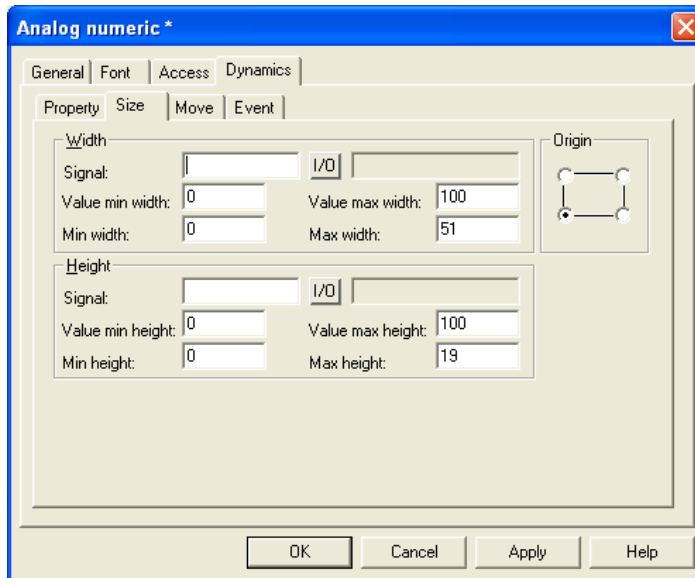 Analog numeric *
General Font Access Dynamics
Property Size Move Event
Width
Signal: I/O
Value min width: 0 Value max width: 100
Min width: 0 Max width: 51
Origin
Height
Signal: I/O
Value min height: 0 Value max height: 100
Min height: 0 Max height: 19
OK Cancel Apply Help